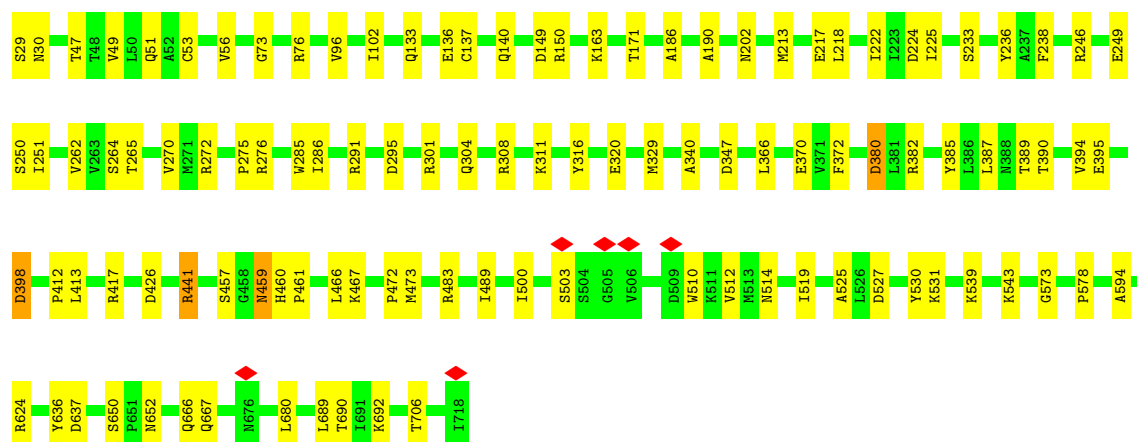 S29 N30 T47 T48 V49 L50 Q51 A52 C53 V56 G73 R76 V96 I102 Q133 E136 C137 Q140 D149 R150 K163 T171 A186 A190 N202 M213 E217 L218 I222 I223 D224 I225 S233 Y236 A237 F238 R246 E249
S250 I251 V262 V263 S264 T265 V270 M271 R272 P275 R276 W285 I286 R291 D295 R301 Q304 R308 K311 Y316 E320 M329 A340 D347 L366 E370 V371 F372 D380 L381 R382 Y385 L386 L387 N388 T389 T390 V394 E395
D398 P412 L413 R417 D426 R441 S457 G458 N459 H460 P461 L466 K467 P472 M473 R483 I489 I500 S503 S504 G505 V506 D509 W510 K511 V512 M513 N514 I519 A525 L526 D527 Y530 K531 K539 K543 G573 P578 A594
R624 Y636 D637 S650 P651 N652 Q666 Q667 N676 L680 L689 T690 I691 K692 T706 I718